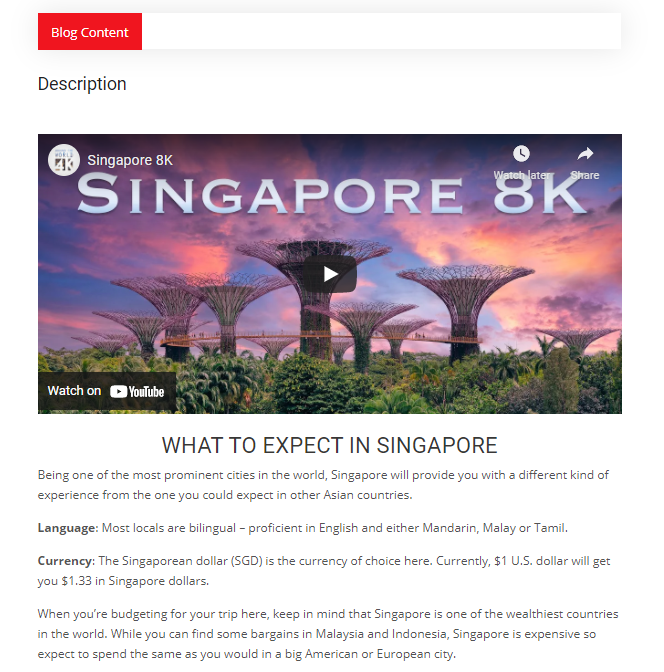 Blog Content
Description
Singapore 8K
Watch later
Share
SINGAPORE 8K
Watch on YouTube
WHAT TO EXPECT IN SINGAPORE
Being one of the most prominent cities in the world, Singapore will provide you with a different kind of
experience from the one you could expect in other Asian countries.
Language: Most locals are bilingual – proficient in English and either Mandarin, Malay or Tamil.
Currency: The Singaporean dollar (SGD) is the currency of choice here. Currently, $1 U.S. dollar will get
you $1.33 in Singapore dollars.
When you’re budgeting for your trip here, keep in mind that Singapore is one of the wealthiest countries
in the world. While you can find some bargains in Malaysia and Indonesia, Singapore is expensive so
expect to spend the same as you would in a big American or European city.